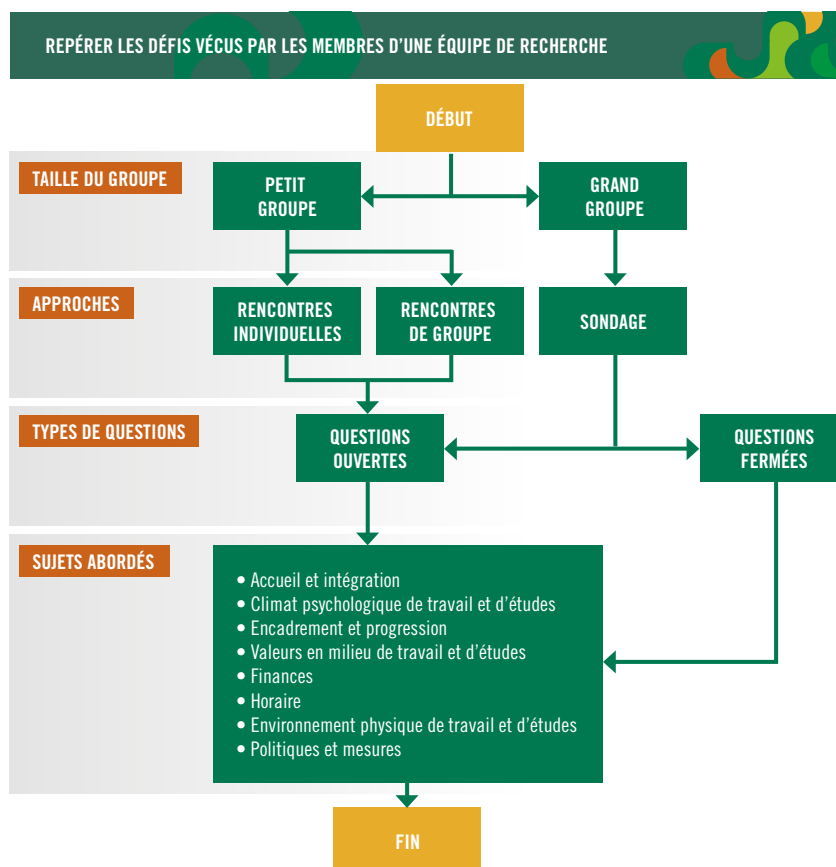 REPÉRER LES DÉFIS VÉCUS PAR LES MEMBRES D’UNE ÉQUIPE DE RECHERCHE
DÉBUT
TAILLE DU GROUPE
PETIT
GROUPE
GRAND
GROUPE
APPROCHES
RENCONTRES
INDIVIDUELLES
RENCONTRES
DE GROUPE
SONDAGE
TYPES DE QUESTIONS
QUESTIONS
OUVERTES
QUESTIONS
FERMÉES
SUJETS ABORDÉS
• Accueil et intégration
• Climat psychologique de travail et d’études
• Encadrement et progression
• Valeurs en milieu de travail et d’études
• Finances
• Horaire
• Environnement physique de travail et d’études
• Politiques et mesures
FIN